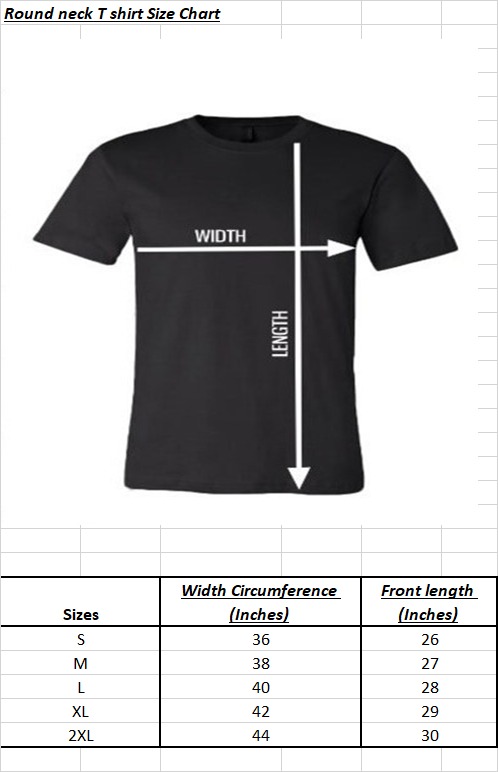 Round neck T shirt Size Chart
WIDTH
LENGTH
Sizes Width Circumference (Inches) Front length (Inches)
S 36 26
M 38 27
L 40 28
XL 42 29
2XL 44 30